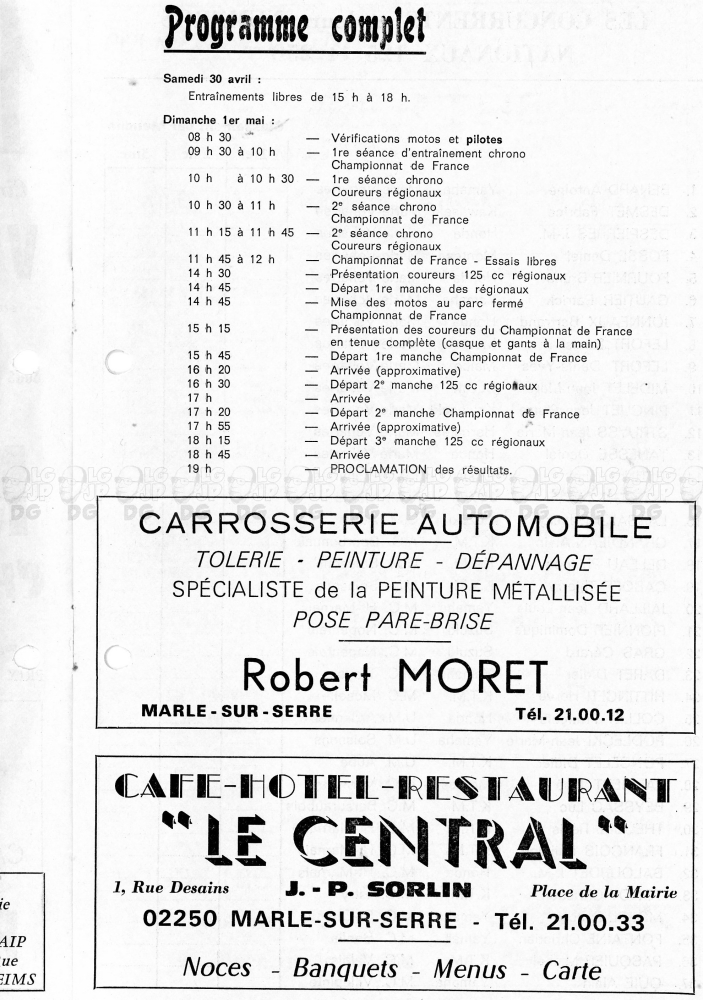 Programme complet
Samedi 30 avril :
Entraînements libres de 15 h à 18 h.
Dimanche 1er mai :
08 h 30 — Vérifications motos et pilotes
09 h 30 à 10 h — 1re séance d'entraînement chrono
Championnat de France
10 h à 10 h 30 — 1re séance chrono
Coureurs régionaux
10 h 30 à 11 h — 2e séance chrono
Championnat de France
11 h 15 à 11 h 45 — 2e séance chrono
Coureurs régionaux
11 h 45 à 12 h — Championnat de France - Essais libres
14 h 30 — Présentation coureurs 125 cc régionaux
14 h 45 — Départ 1re manche des régionaux
14 h 45 — Mise des motos au parc fermé
Championnat de France
15 h 15 — Présentation des coureurs du Championnat de France
en tenue complète (casque et gants à la main)
15 h 45 — Départ 1re manche Championnat de France
16 h 20 — Arrivée (approximative)
16 h 30 — Départ 2e manche 125 cc régionaux
17 h — Arrivée
17 h 20 — Départ 2e manche Championnat de France
17 h 55 — Arrivée (approximative)
18 h 15 — Départ 3e manche 125 cc régionaux
18 h 45 — Arrivée
19 h — PROCLAMATION des résultats.
CARROSSERIE AUTOMOBILE
TOLERIE - PEINTURE - DÉPANNAGE
SPÉCIALISTE de la PEINTURE MÉTALLISÉE
POSE PARE-BRISE
Robert MORET
MARLE-SUR-SERRE Tél. 21.00.12
CAFE-HOTEL-RESTAURANT
"LE CENTRAL"
1, Rue Desains J.-P. SORLIN Place de la Mairie
02250 MARLE-SUR-SERRE - Tél. 21.00.33
Noces - Banquets - Menus - Carte